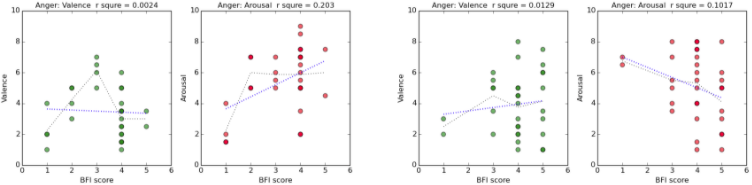 Anger: Valence r squre = 0.0024
Anger: Arousal r squre = 0.203
Anger: Valence r squre = 0.0129
Anger: Arousal r squre = 0.1017
10
8
6
4
2
0
Valence
0 1 2 3 4 5 6
BFI score
10
8
6
4
2
0
Arousal
0 1 2 3 4 5 6
BFI score
10
8
6
4
2
0
Valence
0 1 2 3 4 5 6
BFI score
10
8
6
4
2
0
Arousal
0 1 2 3 4 5 6
BFI score